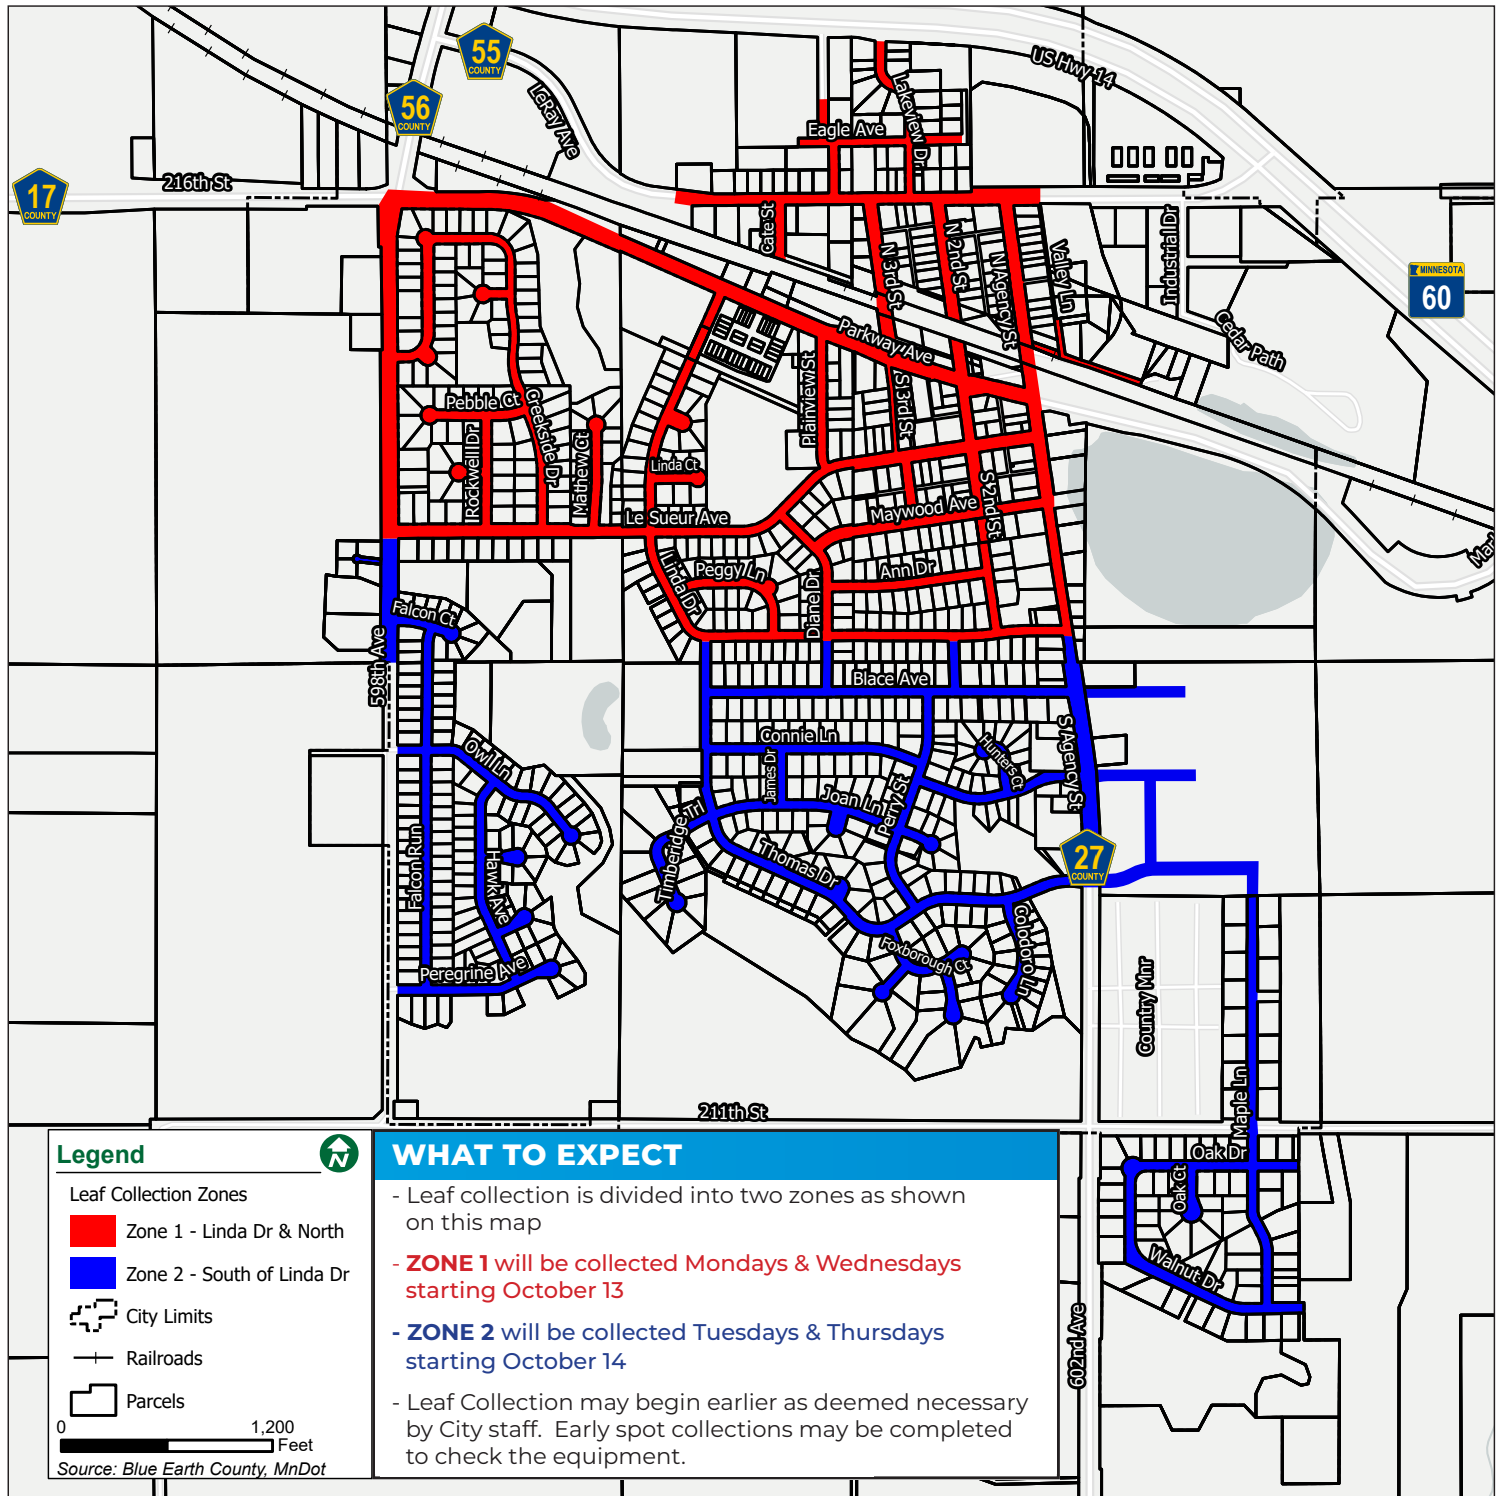 55
COUNTY
56
COUNTY
17
COUNTY
216th St
LeRay Ave
US Hwy 14
Lakeview Dr
Eagle Ave
Cate St
N 3rd St
N 2nd St
N Agency St
Valley Ln
Industrial Dr
MINNESOTA
60
Cedar Path
Parkway Ave
Plainview St
S 3rd St
Pebble Ct
Creekside Dr
Rockwell Dr
Mathew Ct
Linda Ct
Le Sueur Ave
Maywood Ave
S 2nd St
Linda Dr
Peggy Ln
Diane Dr
Ann Dr
Falcon Ct
598th Ave
Blace Ave
Connie Ln
James Dr
Joan Ln
Perry St
Hunters Ct
S Agency St
Owl Ln
Falcon Run
Hawk Ave
Peregrine Ave
Timberidge Trl
Thomas Dr
27
COUNTY
Foxborough Ct
Colodoro Ln
Country Mnr
211th St
Maple Ln
Oak Dr
Oak Ct
Walnut Dr
602nd Ave
Legend
N
Leaf Collection Zones
Zone 1 - Linda Dr & North
Zone 2 - South of Linda Dr
City Limits
Railroads
Parcels
0 1,200
Feet
Source: Blue Earth County, MnDot
WHAT TO EXPECT
- Leaf collection is divided into two zones as shown
on this map
- ZONE 1 will be collected Mondays & Wednesdays
starting October 13
- ZONE 2 will be collected Tuesdays & Thursdays
starting October 14
- Leaf Collection may begin earlier as deemed necessary
by City staff. Early spot collections may be completed
to check the equipment.